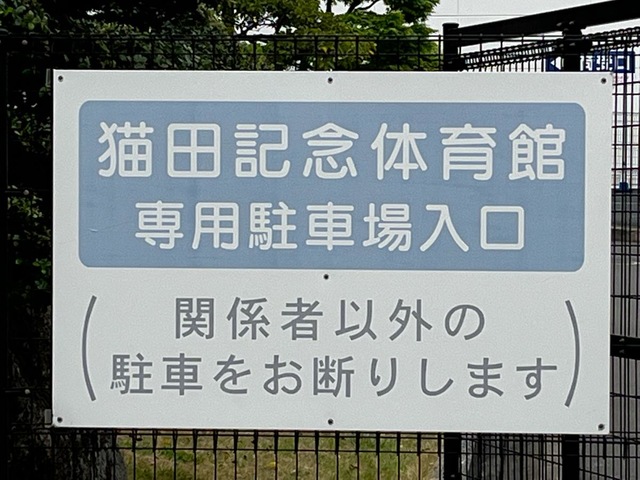 猫田記念体育館
専用駐車場入口
(関係者以外の
駐車をお断りします)